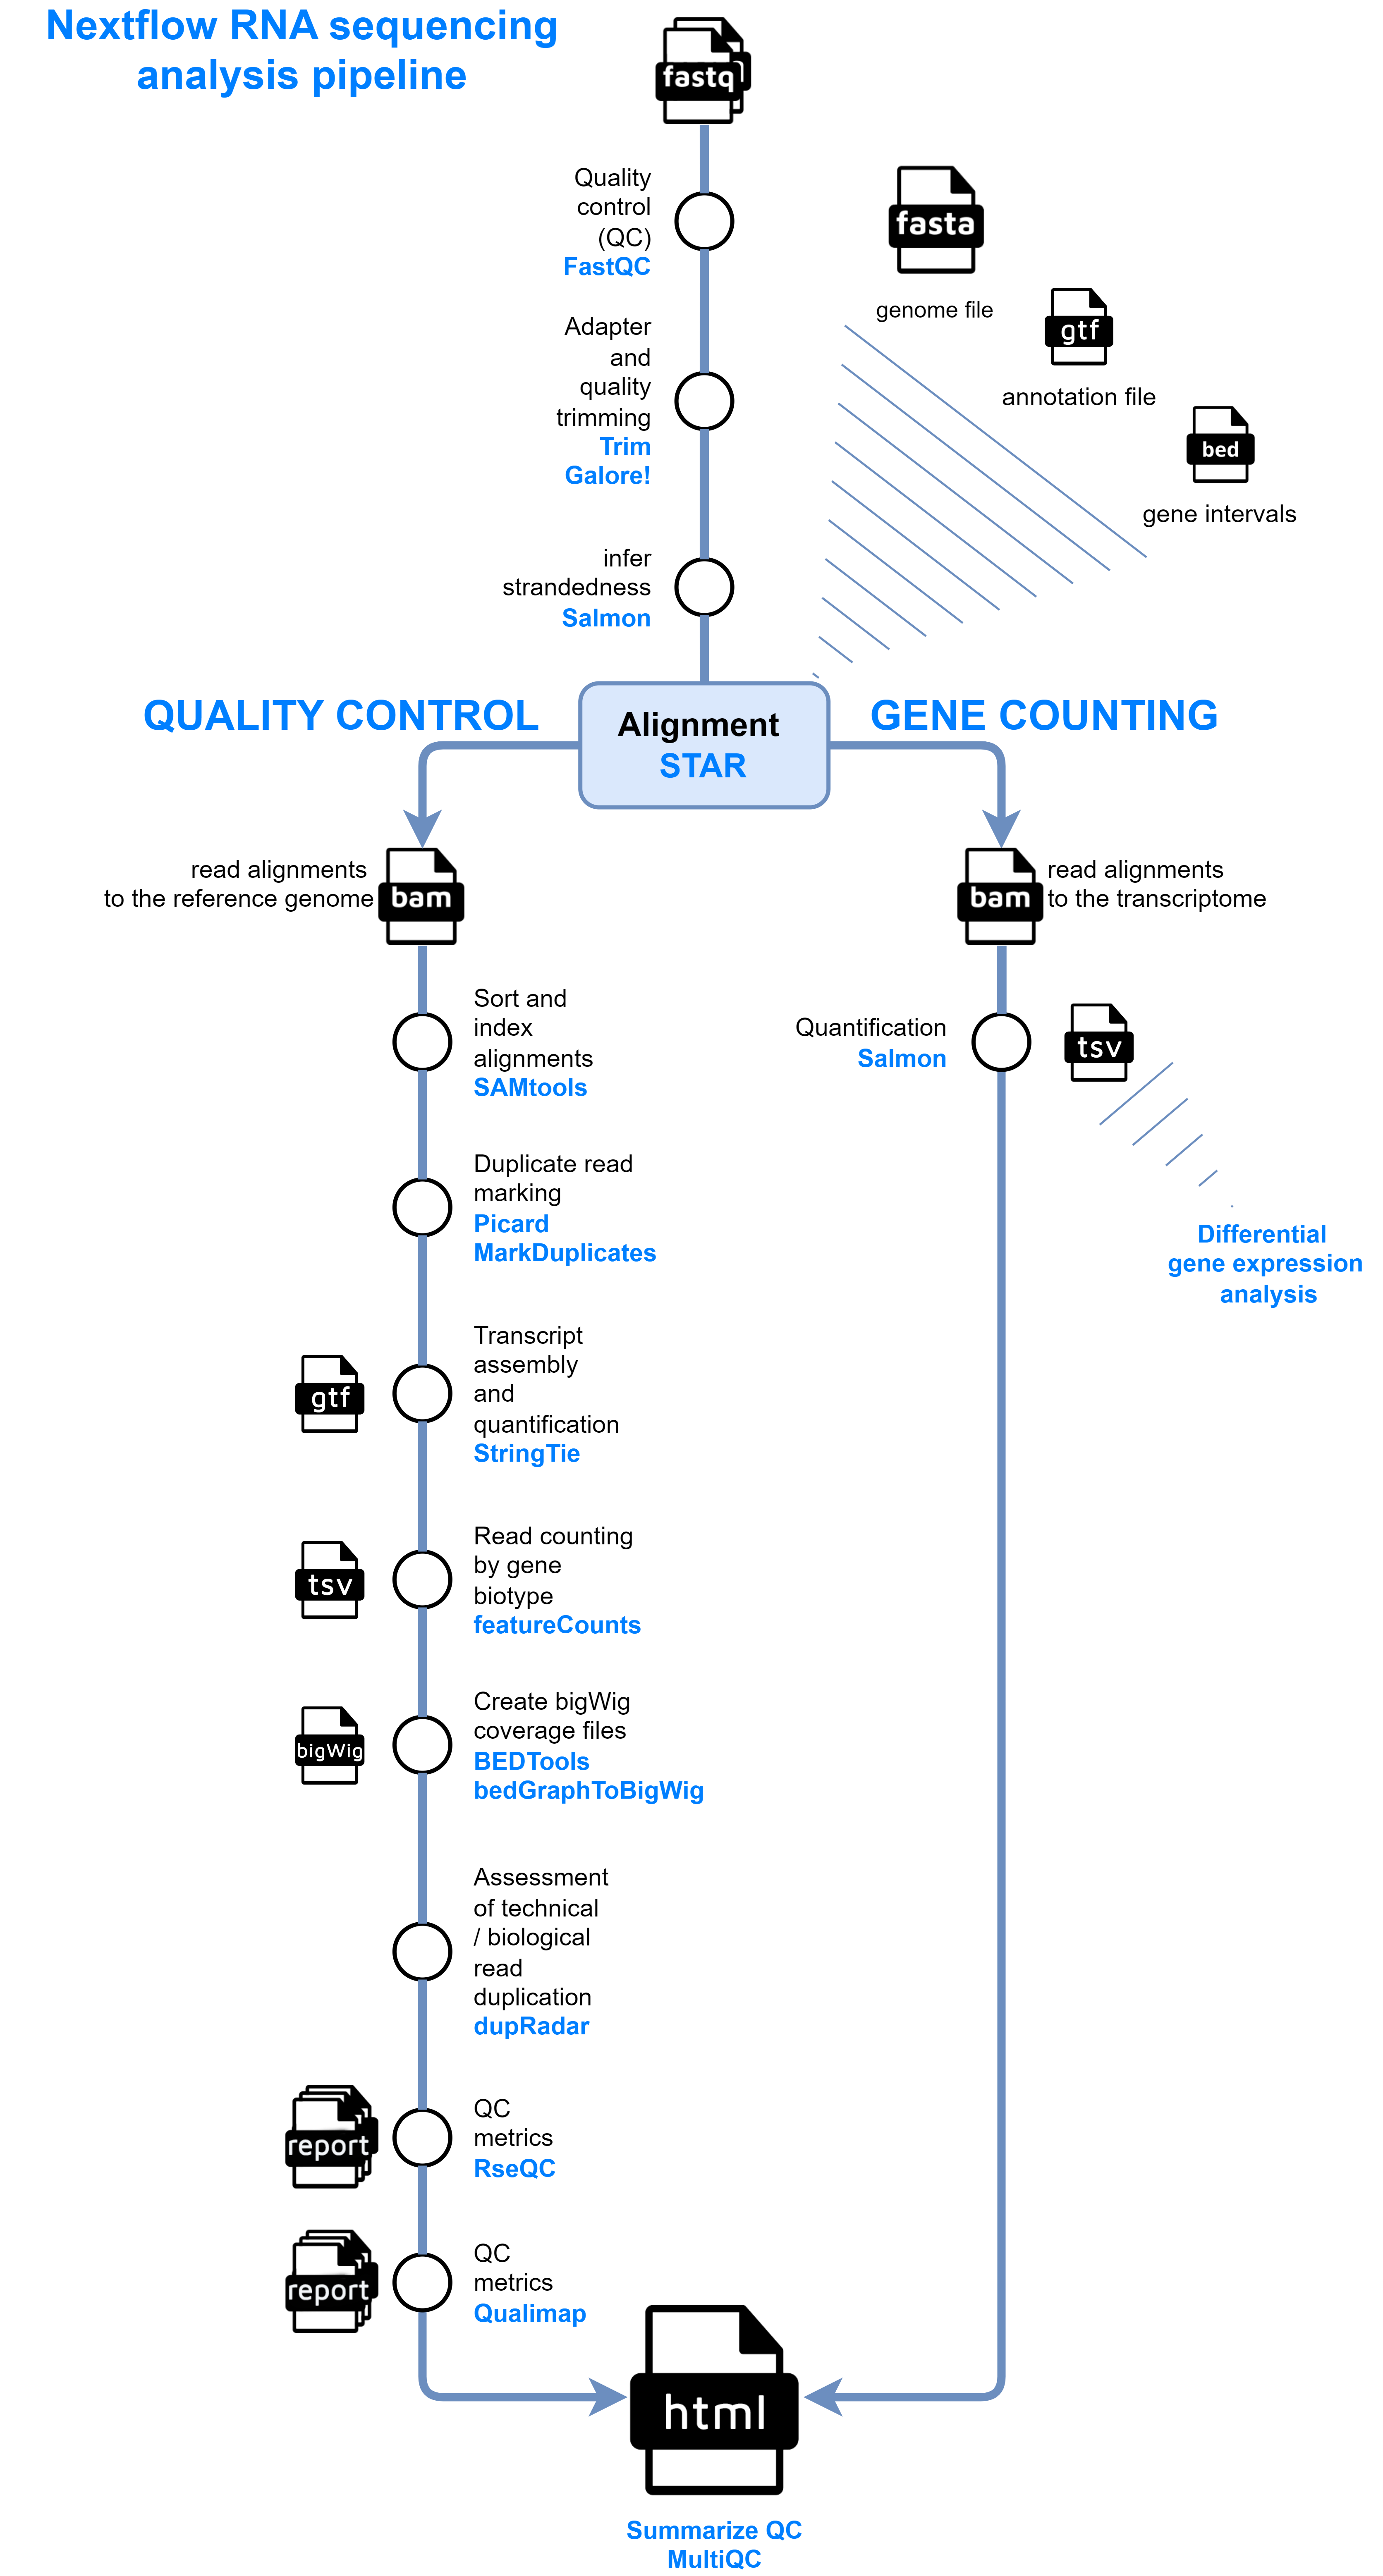 Nextflow RNA sequencing
analysis pipeline
fastq
Quality
control
(QC)
FastQC
fasta
genome file
gtf
annotation file
bed
gene intervals
Adapter
and
quality
trimming
Trim
Galore!
infer
strandedness
Salmon
QUALITY CONTROL
Alignment
STAR
GENE COUNTING
read alignments
to the reference genome
bam
bam
read alignments
to the transcriptome
Sort and
index
alignments
SAMtools
Quantification
Salmon
tsv
Differential
gene expression
analysis
Duplicate read
marking
Picard
MarkDuplicates
gtf
Transcript
assembly
and
quantification
StringTie
tsv
Read counting
by gene
biotype
featureCounts
bigWig
Create bigWig
coverage files
BEDTools
bedGraphToBigWig
Assessment
of technical
/ biological
read
duplication
dupRadar
report
QC
metrics
RseQC
report
QC
metrics
Qualimap
html
Summarize QC
MultiQC